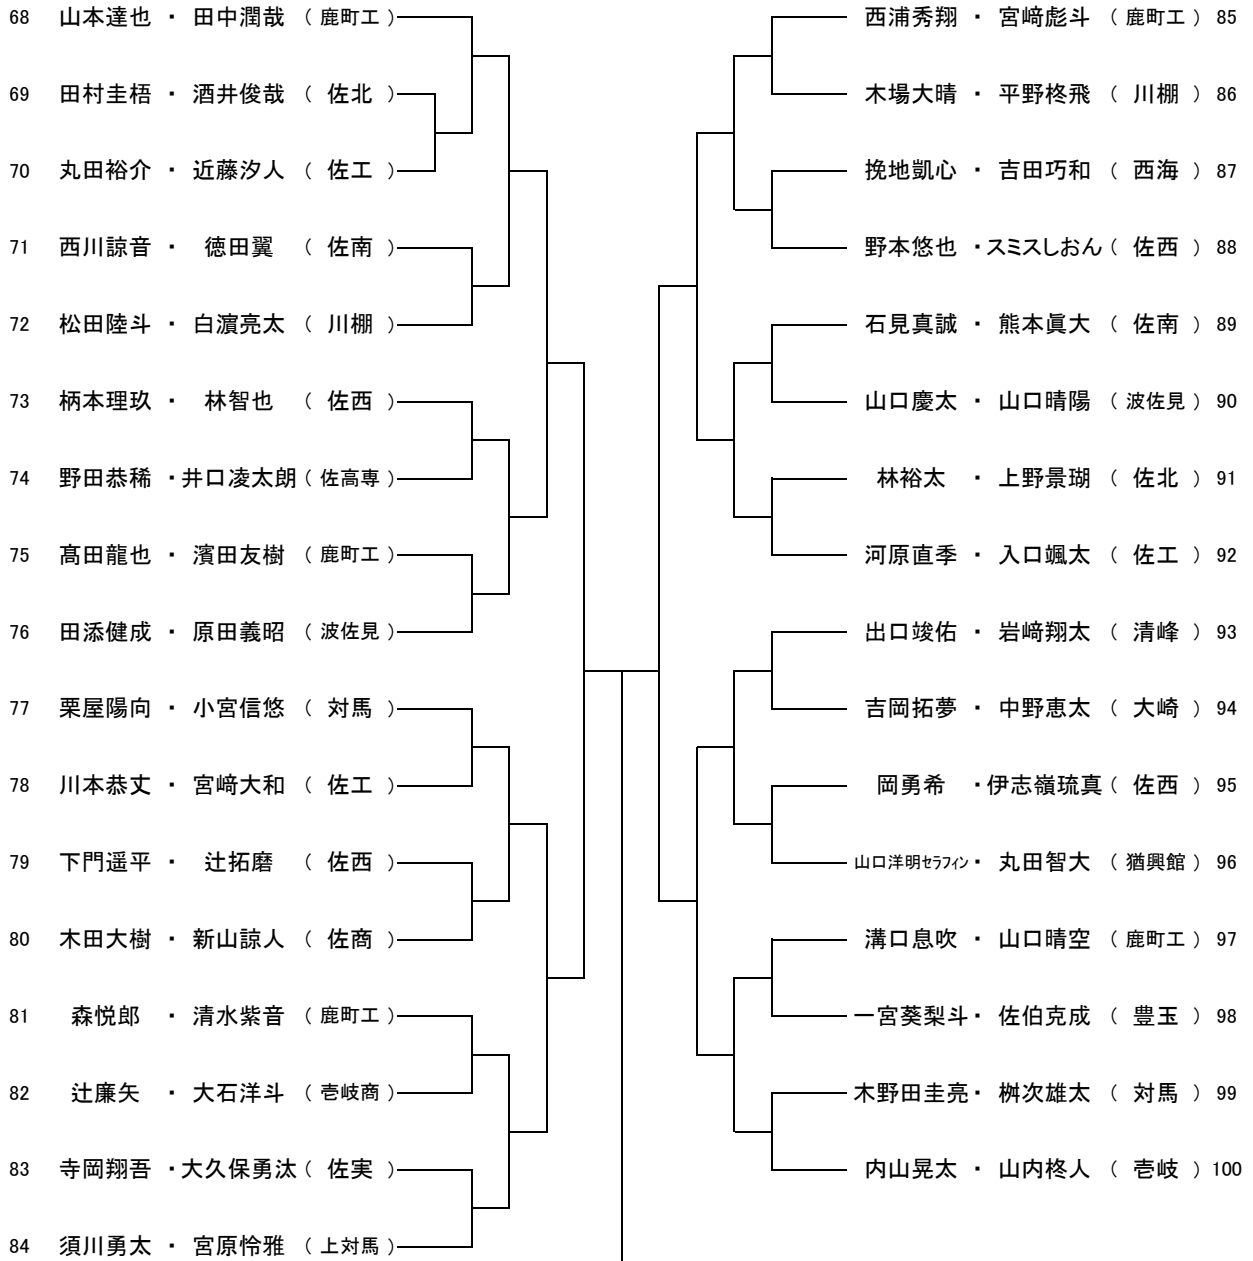 68 山本達也 ・ 田中潤哉 （ 鹿町工 ）
69 田村圭梧 ・ 酒井俊哉 （ 佐北 ）
70 丸田裕介 ・ 近藤汐人 （ 佐工 ）
71 西川諒音 ・ 徳田翼 （ 佐南 ）
72 松田陸斗 ・ 白濵亮太 （ 川棚 ）
73 柄本理玖 ・ 林智也 （ 佐西 ）
74 野田恭稀 ・ 井口凌太朗 （ 佐高専 ）
75 髙田龍也 ・ 濱田友樹 （ 鹿町工 ）
76 田添健成 ・ 原田義昭 （ 波佐見 ）
77 栗屋陽向 ・ 小宮信悠 （ 対馬 ）
78 川本恭丈 ・ 宮﨑大和 （ 佐工 ）
79 下門遥平 ・ 辻拓磨 （ 佐西 ）
80 木田大樹 ・ 新山諒人 （ 佐商 ）
81 森悦郎 ・ 清水紫音 （ 鹿町工 ）
82 辻廉矢 ・ 大石洋斗 （ 壱岐商 ）
83 寺岡翔吾 ・ 大久保勇汰 （ 佐実 ）
84 須川勇太 ・ 宮原怜雅 （ 上対馬 ）
西浦秀翔 ・ 宮﨑彪斗 （ 鹿町工 ） 85
木場大晴 ・ 平野柊飛 （ 川棚 ） 86
挽地凱心 ・ 吉田巧和 （ 西海 ） 87
野本悠也 ・ スミスしおん （ 佐西 ） 88
石見真誠 ・ 熊本眞大 （ 佐南 ） 89
山口慶太 ・ 山口晴陽 （ 波佐見 ） 90
林裕太 ・ 上野景瑚 （ 佐北 ） 91
河原直季 ・ 入口颯太 （ 佐工 ） 92
出口竣佑 ・ 岩﨑翔太 （ 清峰 ） 93
吉岡拓夢 ・ 中野恵太 （ 大崎 ） 94
岡勇希 ・ 伊志嶺琉真 （ 佐西 ） 95
山口洋明セラフィン ・ 丸田智大 （ 猶興館 ） 96
溝口息吹 ・ 山口晴空 （ 鹿町工 ） 97
一宮葵梨斗 ・ 佐伯克成 （ 豊玉 ） 98
木野田圭亮 ・ 桝次雄太 （ 対馬 ） 99
内山晃太 ・ 山内柊人 （ 壱岐 ） 100